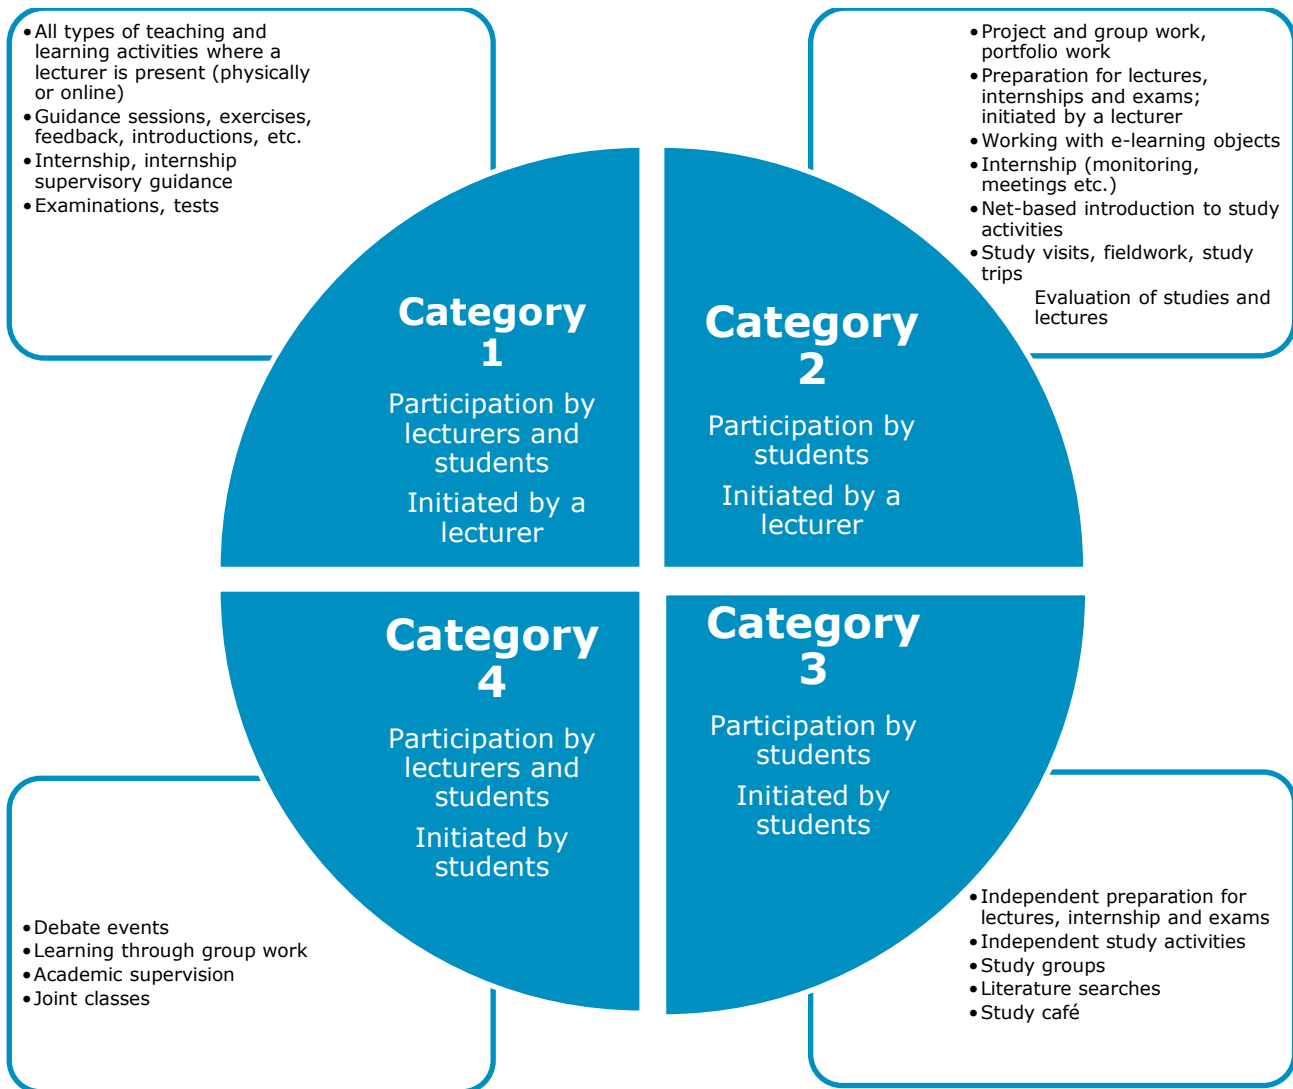 •All types of teaching and
learning activities where a
lecturer is present (physically
or online)
•Guidance sessions, exercises,
feedback, introductions, etc.
•Internship, internship
supervisory guidance
•Examinations, tests
•Project and group work,
portfolio work
•Preparation for lectures,
internships and exams;
initiated by a lecturer
•Working with e-learning objects
•Internship (monitoring,
meetings etc.)
•Net-based introduction to study
activities
•Study visits, fieldwork, study
trips
Evaluation of studies and
lectures
Category
1
Participation by
lecturers and
students
Initiated by a
lecturer
Category
2
Participation by
students
Initiated by a
lecturer
Category
4
Participation by
lecturers and
students
Initiated by
students
Category
3
Participation by
students
Initiated by
students
•Debate events
•Learning through group work
•Academic supervision
•Joint classes
•Independent preparation for
lectures, internship and exams
•Independent study activities
•Study groups
•Literature searches
•Study café